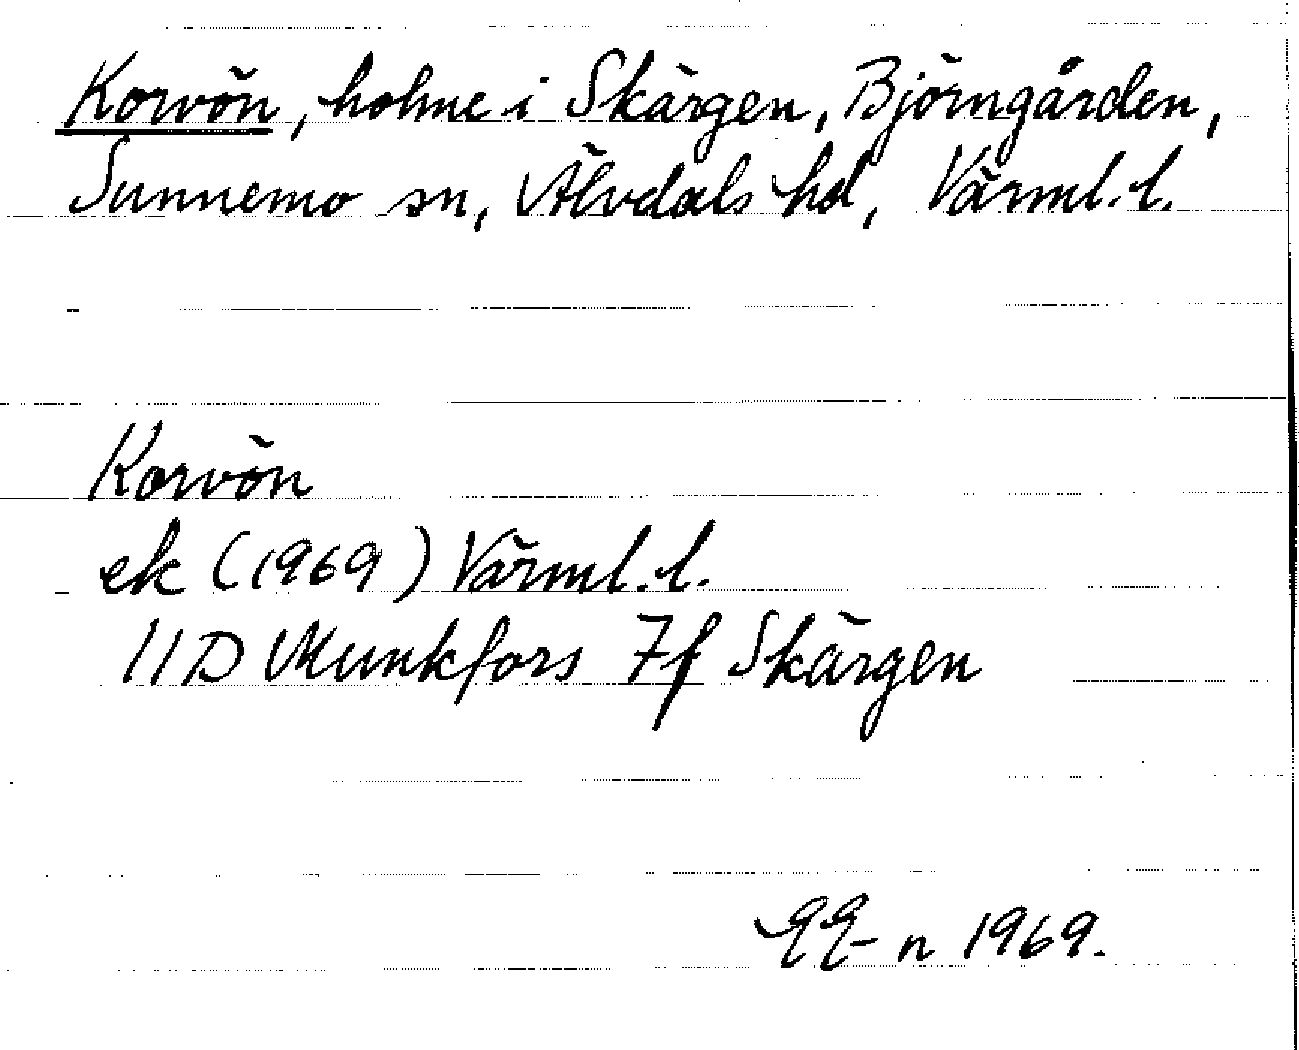 Korvön, holme i Skärgen, Björngården,
Sunnemo sn, Älvdals hd, Värml. l.
Korvön
ek (1969) Värml. l.
11D Munkfors 7f Skärgen
n 1969.